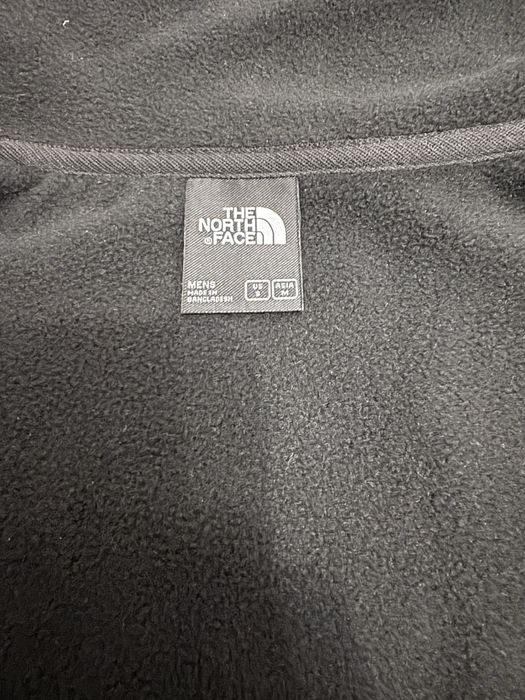 THE
NORTH
®FACE
MENS
MADE IN
BANGLADESH
US
S
ASIA
M